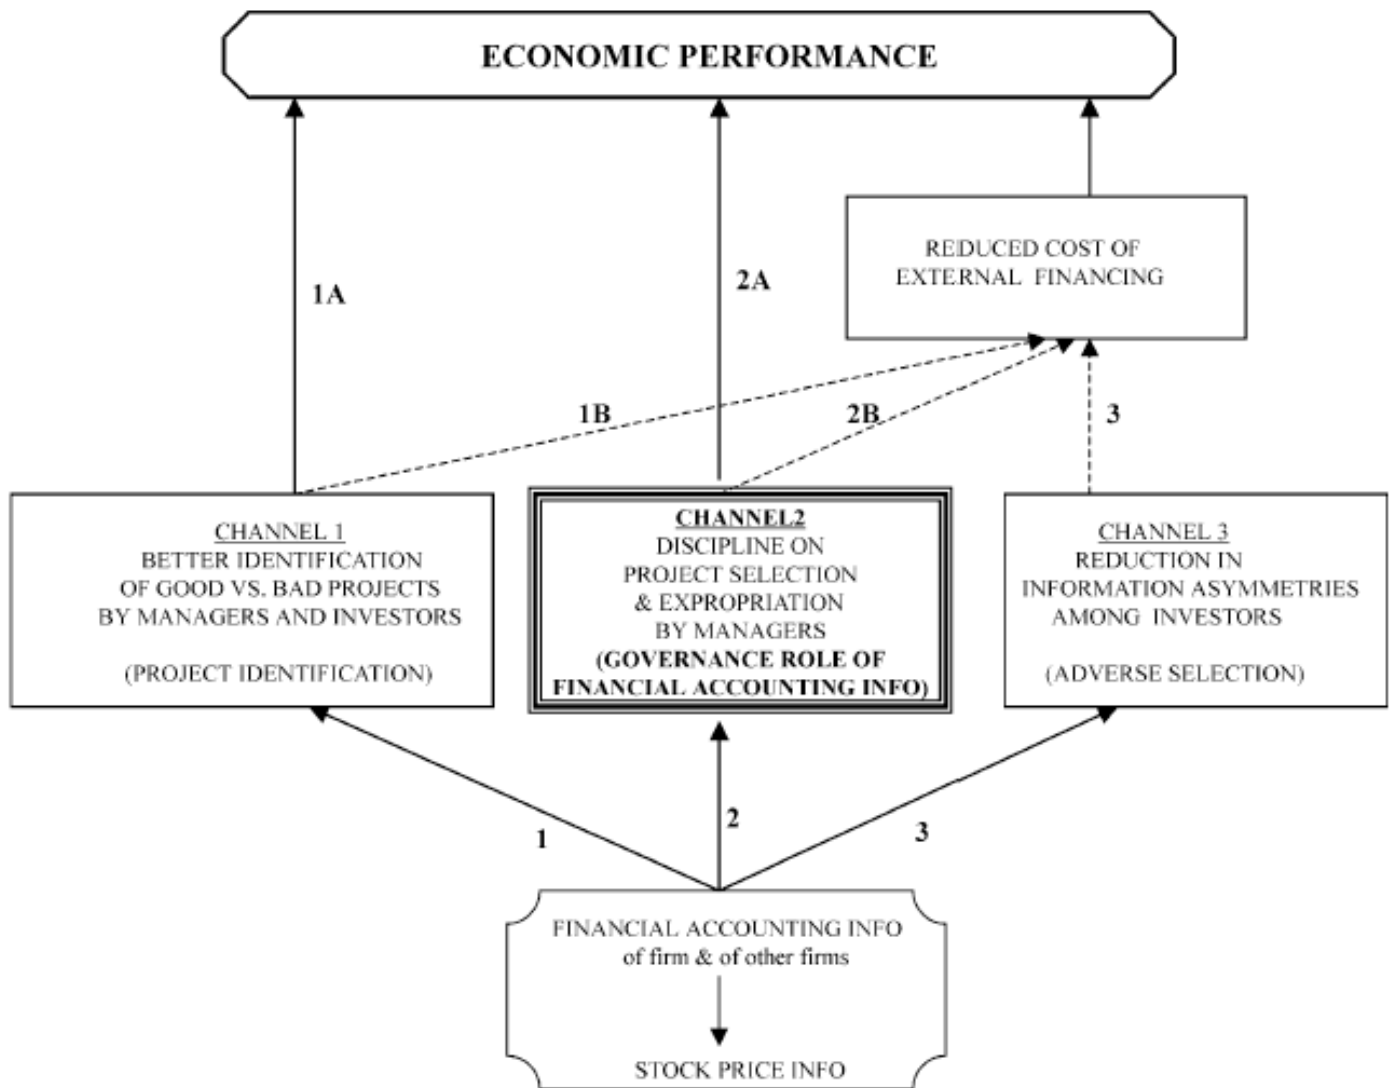 ECONOMIC PERFORMANCE
REDUCED COST OF
EXTERNAL FINANCING
1A
2A
1B
2B
3
CHANNEL 1
BETTER IDENTIFICATION
OF GOOD VS. BAD PROJECTS
BY MANAGERS AND INVESTORS
(PROJECT IDENTIFICATION)
CHANNEL2
DISCIPLINE ON
PROJECT SELECTION
& EXPROPRIATION
BY MANAGERS
(GOVERNANCE ROLE OF
FINANCIAL ACCOUNTING INFO)
CHANNEL 3
REDUCTION IN
INFORMATION ASYMMETRIES
AMONG INVESTORS
(ADVERSE SELECTION)
1
2
3
FINANCIAL ACCOUNTING INFO
of firm & of other firms
STOCK PRICE INFO